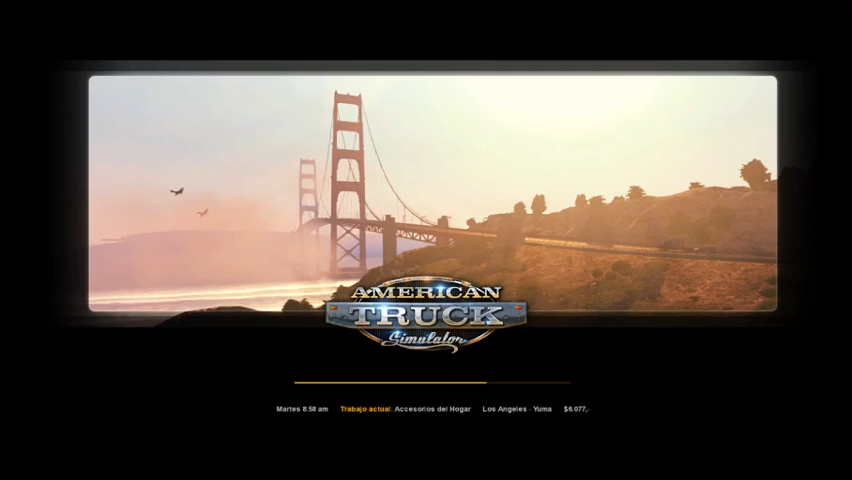 AMERICAN
TRUCK
Simulator
Martes 8:58 am Trabajo actual: Accesorios del Hogar Los Angeles - Yuma $6.077,-